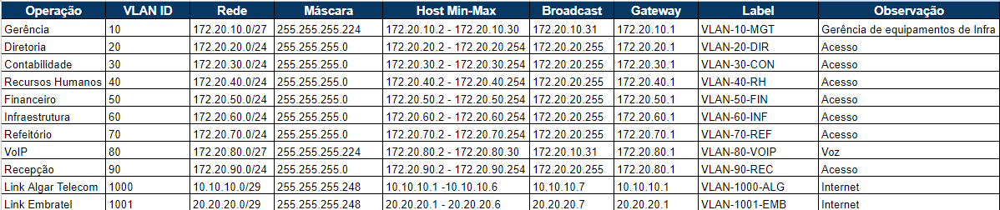 Operação VLAN ID Rede Máscara Host Min-Max Broadcast Gateway Label Observação
Gerência 10 172.20.10.0/27 255.255.255.224 172.20.10.2 - 172.20.10.30 172.20.10.31 172.20.10.1 VLAN-10-MGT Gerência de equipamentos de Infra
Diretoria 20 172.20.20.0/24 255.255.255.0 172.20.20.2 - 172.20.20.254 172.20.20.255 172.20.20.1 VLAN-20-DIR Acesso
Contabilidade 30 172.20.30.0/24 255.255.255.0 172.20.30.2 - 172.20.30.254 172.20.20.255 172.20.30.1 VLAN-30-CON Acesso
Recursos Humanos 40 172.20.40.0/24 255.255.255.0 172.20.40.2 - 172.20.40.254 172.20.20.255 172.20.40.1 VLAN-40-RH Acesso
Financeiro 50 172.20.50.0/24 255.255.255.0 172.20.50.2 - 172.20.50.254 172.20.20.255 172.20.50.1 VLAN-50-FIN Acesso
Infraestrutura 60 172.20.60.0/24 255.255.255.0 172.20.60.2 - 172.20.60.254 172.20.20.255 172.20.60.1 VLAN-60-INF Acesso
Refeitório 70 172.20.70.0/24 255.255.255.0 172.20.70.2 - 172.20.70.254 172.20.20.255 172.20.70.1 VLAN-70-REF Acesso
VoIP 80 172.20.80.0/27 255.255.255.224 172.20.80.2 - 172.20.80.30 172.20.10.31 172.20.80.1 VLAN-80-VOIP Voz
Recepção 90 172.20.90.0/24 255.255.255.0 172.20.90.2 - 172.20.90.254 172.20.20.255 172.20.80.1 VLAN-90-REC Acesso
Link Algar Telecom 1000 10.10.10.0/29 255.255.255.248 10.10.10.1 -10.10.10.6 10.10.10.7 10.10.10.1 VLAN-1000-ALG Internet
Link Embratel 1001 20.20.20.0/29 255.255.255.248 20.20.20.1 - 20.20.20.6 20.20.20.7 20.20.20.1 VLAN-1001-EMB Internet